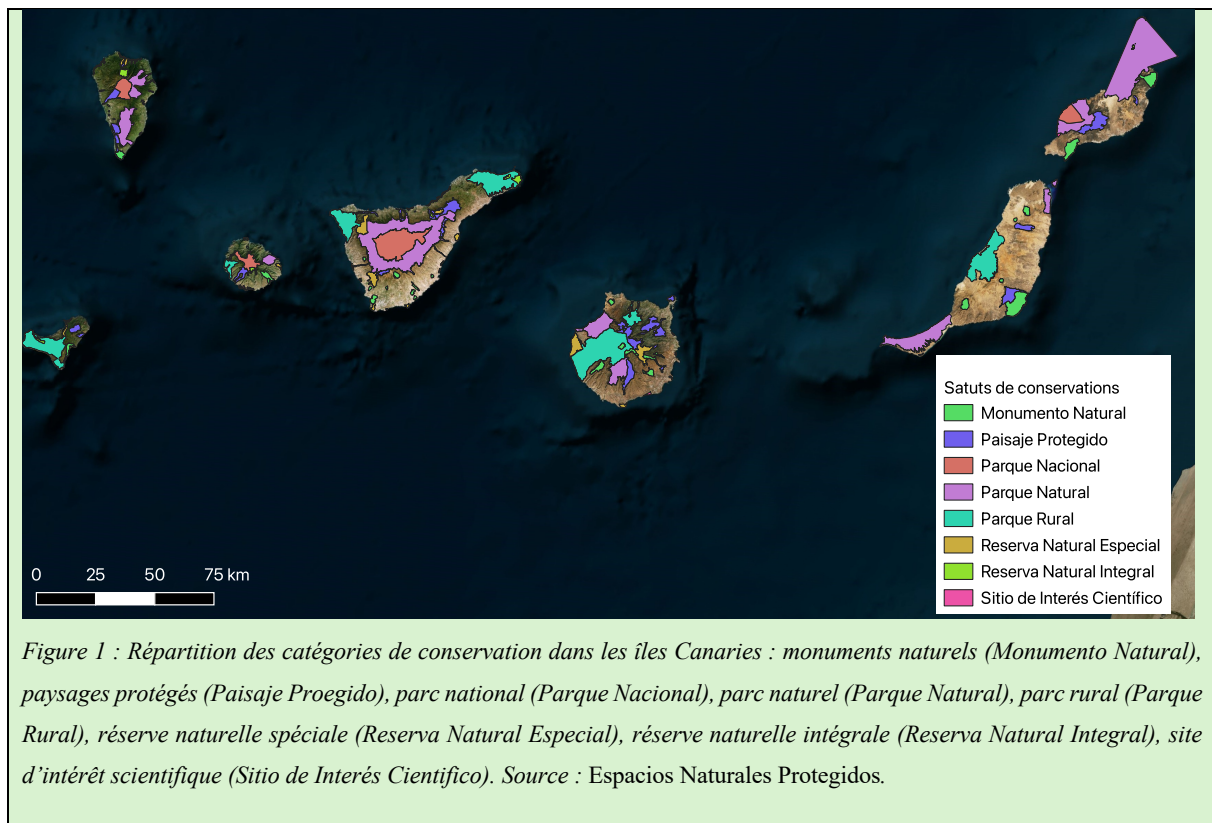 Satuts de conservations
Monumento Natural
Paisaje Protegido
Parque Nacional
Parque Natural
Parque Rural
Reserva Natural Especial
Reserva Natural Integral
Sitio de Interés Científico
0 25 50 75 km
Figure 1 : Répartition des catégories de conservation dans les îles Canaries : monuments naturels (Monumento Natural),
paysages protégés (Paisaje Proegido), parc national (Parque Nacional), parc naturel (Parque Natural), parc rural (Parque
Rural), réserve naturelle spéciale (Reserva Natural Especial), réserve naturelle intégrale (Reserva Natural Integral), site
d’intérêt scientifique (Sitio de Interés Cientifico). Source : Espacios Naturales Protegidos.